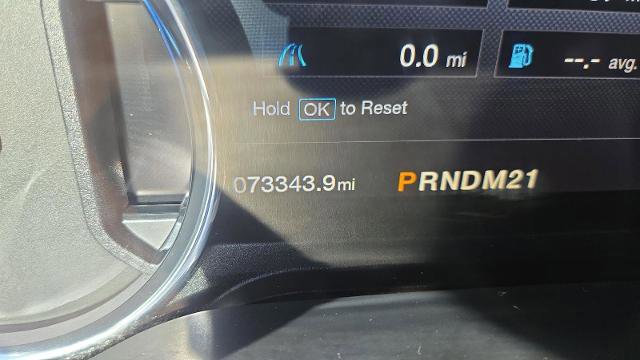 0.0 mi
--.- avg.
Hold OK to Reset
073343.9mi
PRNDM21